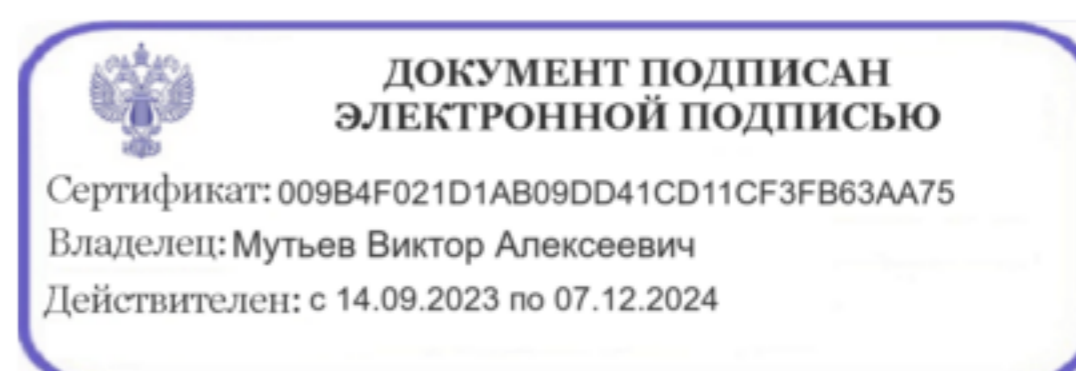 ДОКУМЕНТ ПОДПИСАН
ЭЛЕКТРОННОЙ ПОДПИСЬЮ
Сертификат: 009B4F021D1AB09DD41CD11CF3FB63AA75
Владелец: Мутьев Виктор Алексеевич
Действителен: с 14.09.2023 по 07.12.2024